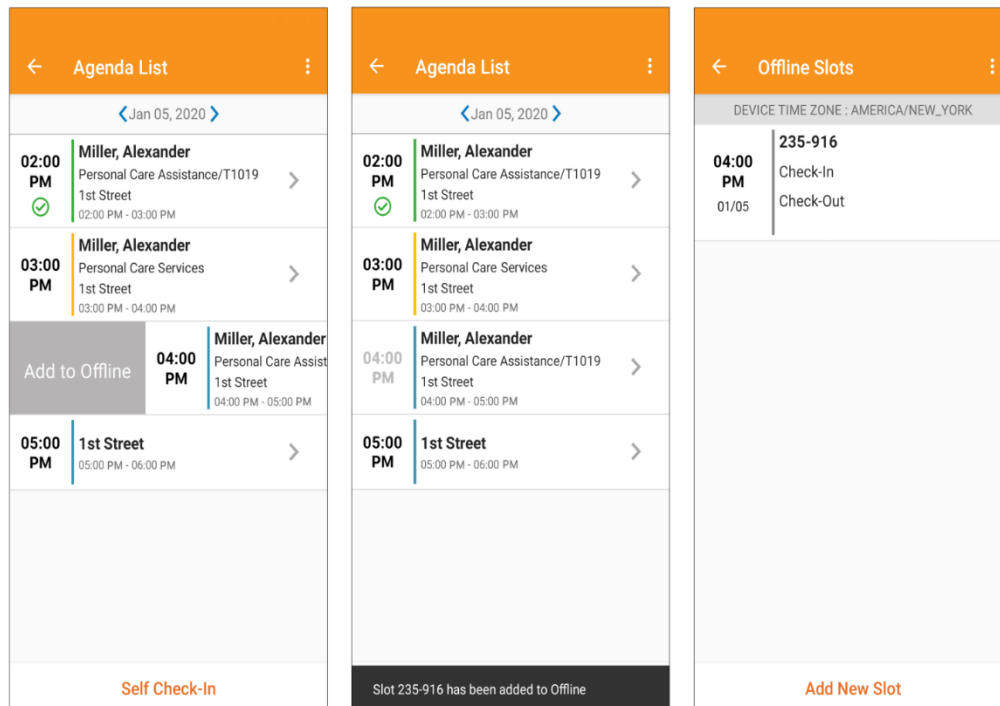 Agenda List
Jan 05, 2020
02:00
PM
Miller, Alexander
Personal Care Assistance/T1019
1st Street
02:00 PM - 03:00 PM
03:00
PM
Miller, Alexander
Personal Care Services
1st Street
03:00 PM - 04:00 PM
Add to Offline
04:00
PM
Miller, Alexander
Personal Care Assist
1st Street
04:00 PM - 05:00 PM
05:00
PM
1st Street
05:00 PM - 06:00 PM
Self Check-In
Agenda List
Jan 05, 2020
02:00
PM
Miller, Alexander
Personal Care Assistance/T1019
1st Street
02:00 PM - 03:00 PM
03:00
PM
Miller, Alexander
Personal Care Services
1st Street
03:00 PM - 04:00 PM
04:00
PM
Miller, Alexander
Personal Care Assistance/T1019
1st Street
04:00 PM - 05:00 PM
05:00
PM
1st Street
05:00 PM - 06:00 PM
Slot 235-916 has been added to Offline
Offline Slots
DEVICE TIME ZONE : AMERICA/NEW_YORK
04:00
PM
01/05
235-916
Check-In
Check-Out
Add New Slot